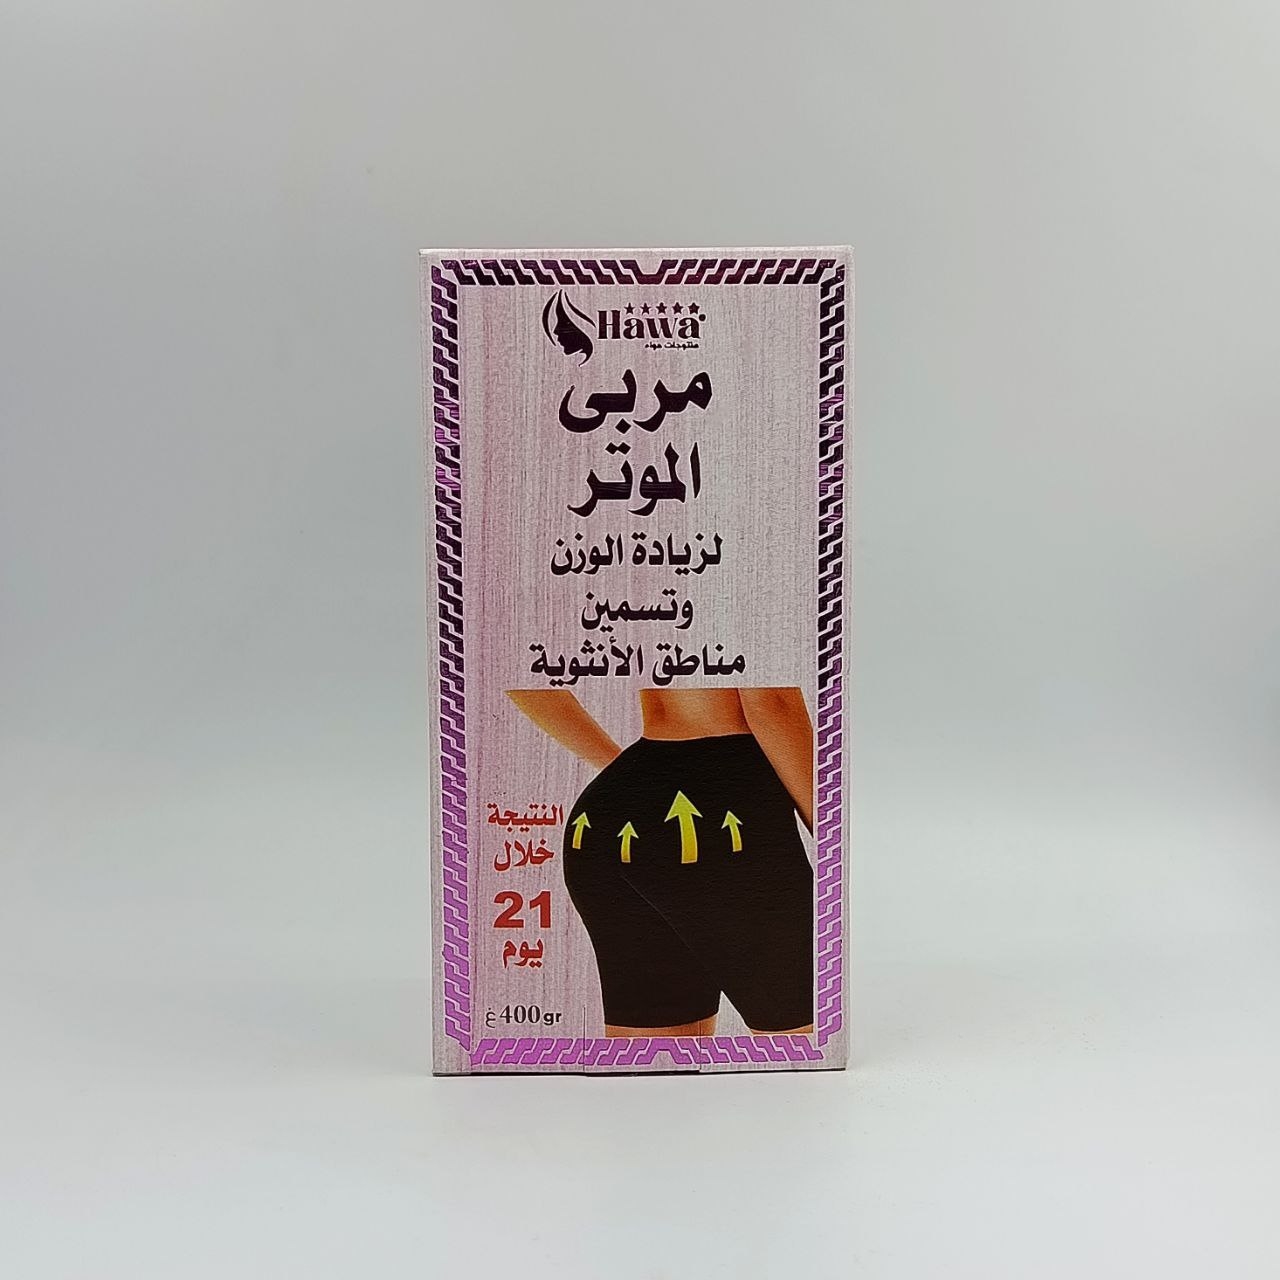 Hawa
منتوجات حواء
مربى
الموتر
لزيادة الوزن
وتسمين
مناطق الأنثوية
النتيجة
خلال
21
يوم
400gr غ